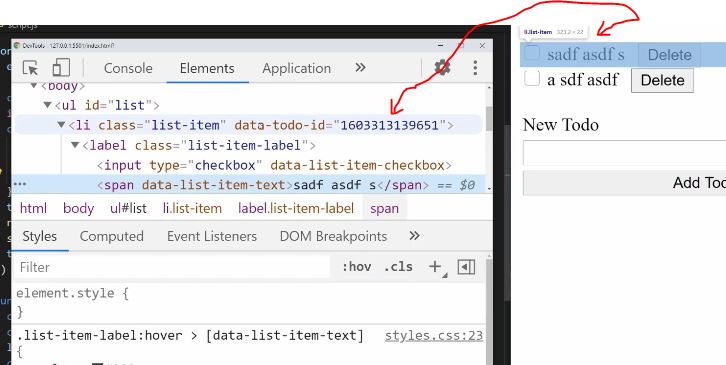 script.js
DevTools - 127.0.0.1:5501/index.html?
Console Elements Application »
<body>
<ul id="list">
<li class="list-item" data-todo-id="1603313139651">
<label class="list-item-label">
<input type="checkbox" data-list-item-checkbox>
<span data-list-item-text>sadf asdf s</span> == $0
html body ul#list li.list-item label.list-item-label span
Styles Computed Event Listeners DOM Breakpoints »
Filter :hov .cls +
element.style {
}
.list-item-label:hover > [data-list-item-text] styles.css:23
{
li.list-item 323.2 × 22
sadf asdf s Delete
a sdf asdf Delete
New Todo
Add Tod